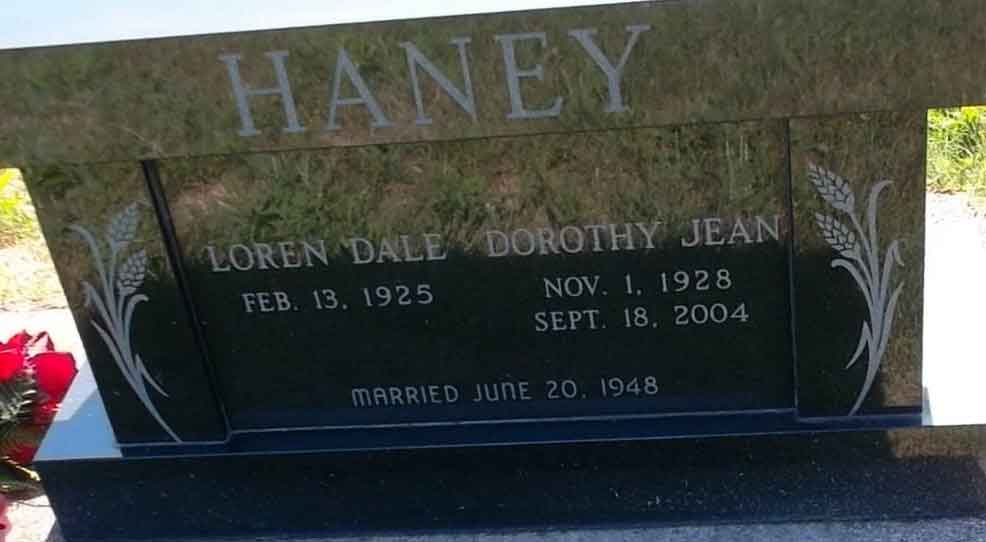 HANEY
LOREN DALE
FEB. 13, 1925
DOROTHY JEAN
NOV. 1, 1928
SEPT. 18, 2004
MARRIED JUNE 20, 1948